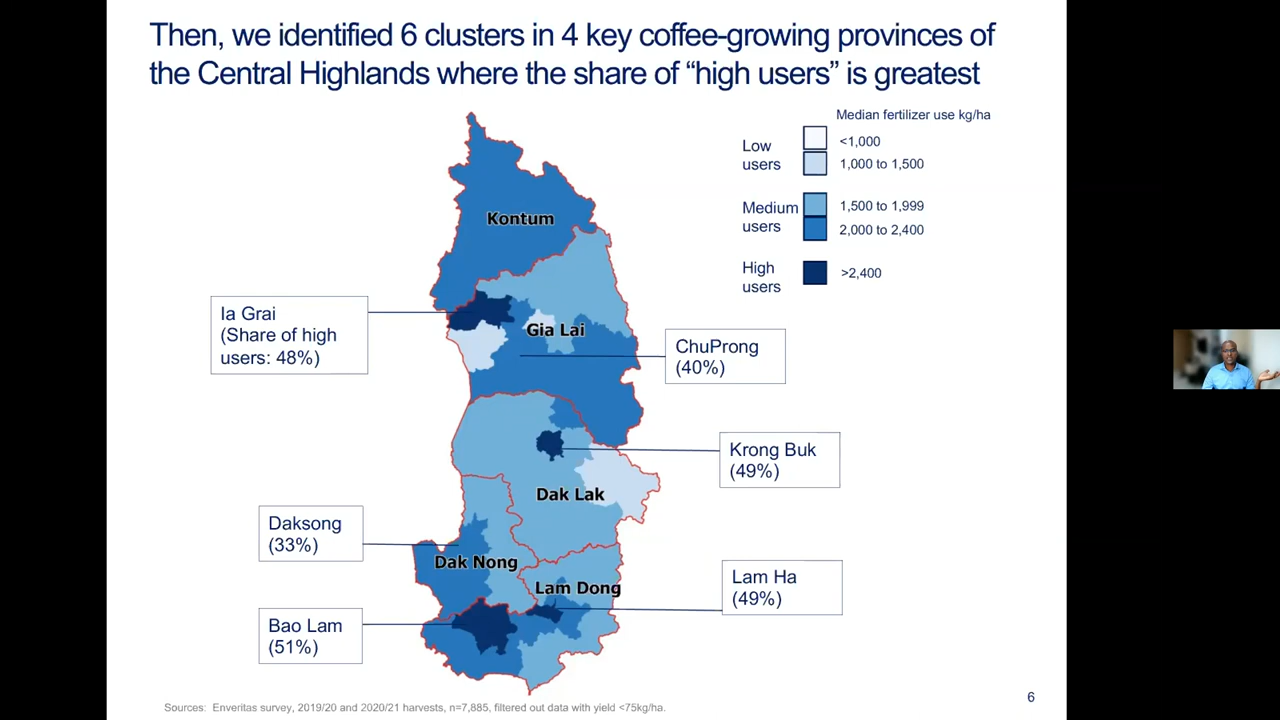 Then, we identified 6 clusters in 4 key coffee-growing provinces of
the Central Highlands where the share of “high users” is greatest
Median fertilizer use kg/ha
Low
users
<1,000
1,000 to 1,500
Medium
users
1,500 to 1,999
2,000 to 2,400
High
users
>2,400
Kontum
Ia Grai
(Share of high
users: 48%)
Gia Lai
ChuProng
(40%)
Krong Buk
(49%)
Dak Lak
Daksong
(33%)
Dak Nong
Lam Dong
Lam Ha
(49%)
Bao Lam
(51%)
Sources: Enveritas survey, 2019/20 and 2020/21 harvests, n=7,885, filtered out data with yield <75kg/ha.
6